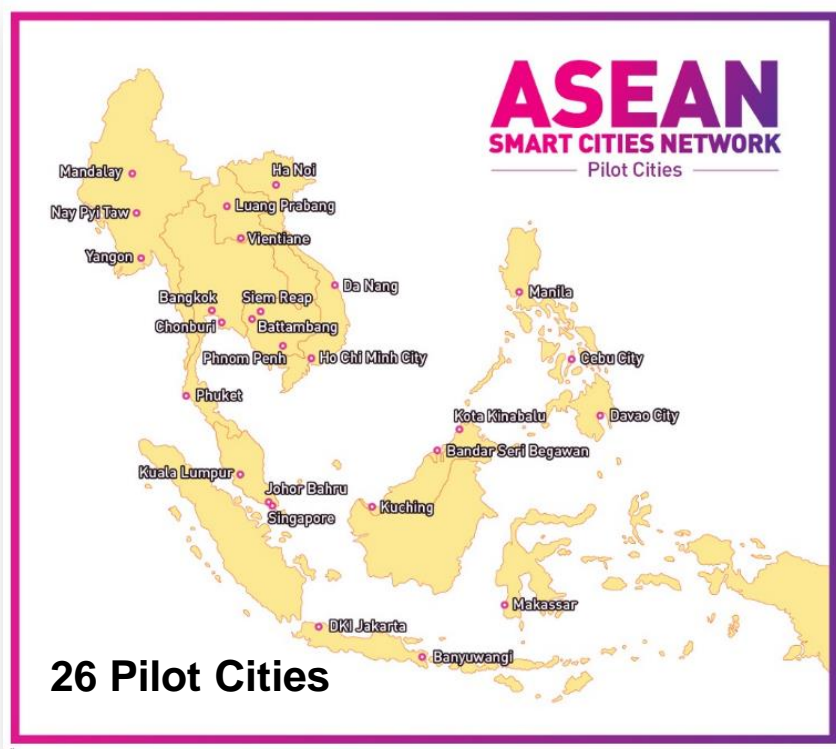 ASEAN
SMART CITIES NETWORK
Pilot Cities
Mandalay
Ha Noi
Nay Pyi Taw
Luang Prabang
Vientiane
Yangon
Da Nang
Bangkok
Siem Reap
Manila
Chonburi
Battambang
Phnom Penh
Ho Chi Minh City
Cebu City
Phuket
Kota Kinabalu
Davao City
Bandar Seri Begawan
Kuala Lumpur
Johor Bahru
Kuching
Singapore
Makassar
DKI Jakarta
Banyuwangi
26 Pilot Cities